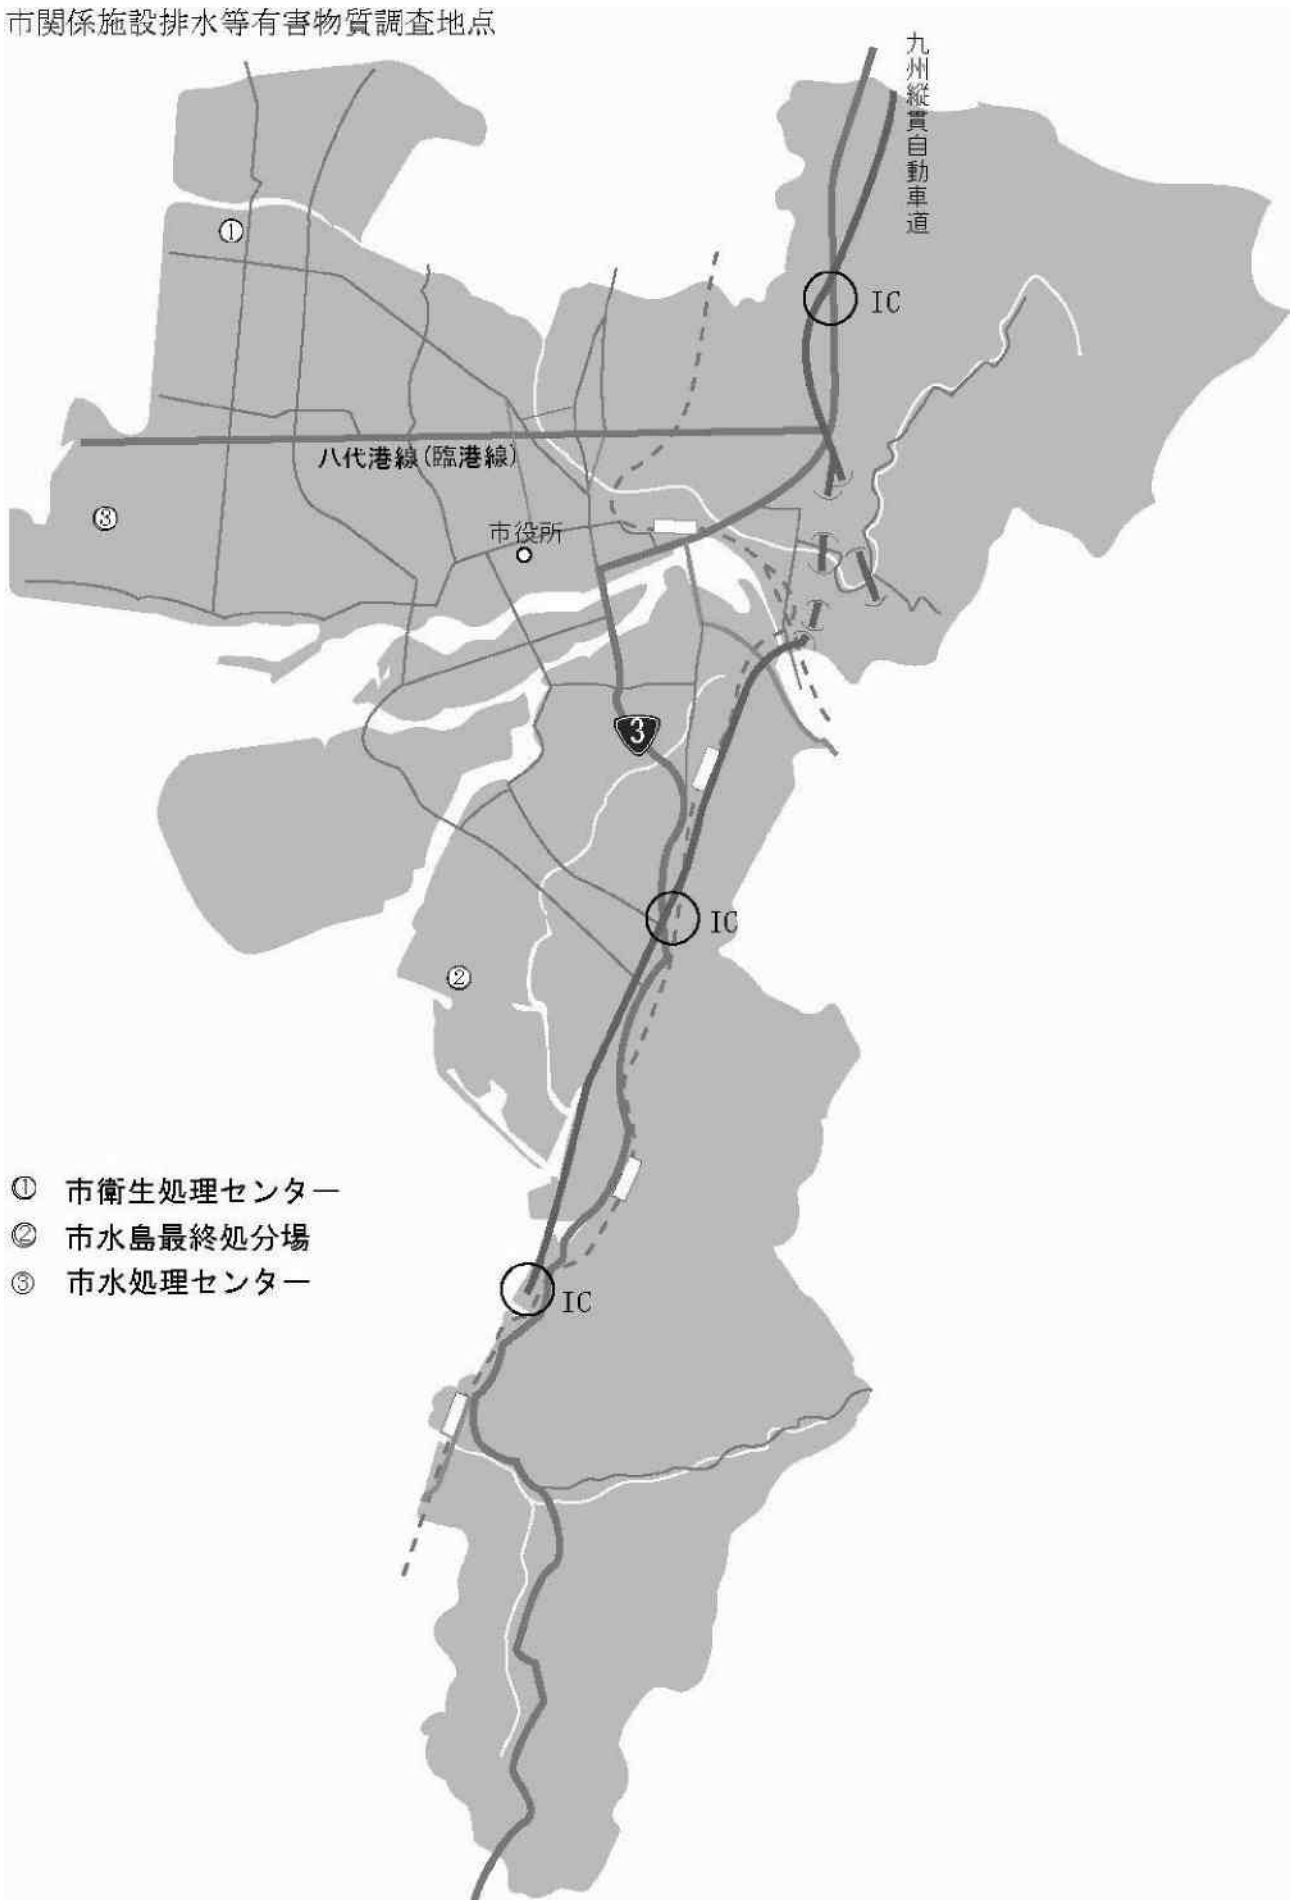 市関係施設排水等有害物質調査地点
九州縦貫自動車道
①
IC
八代港線(臨港線)
③
市役所
3
IC
②
① 市衛生処理センター
② 市水島最終処分場
③ 市水処理センター
IC